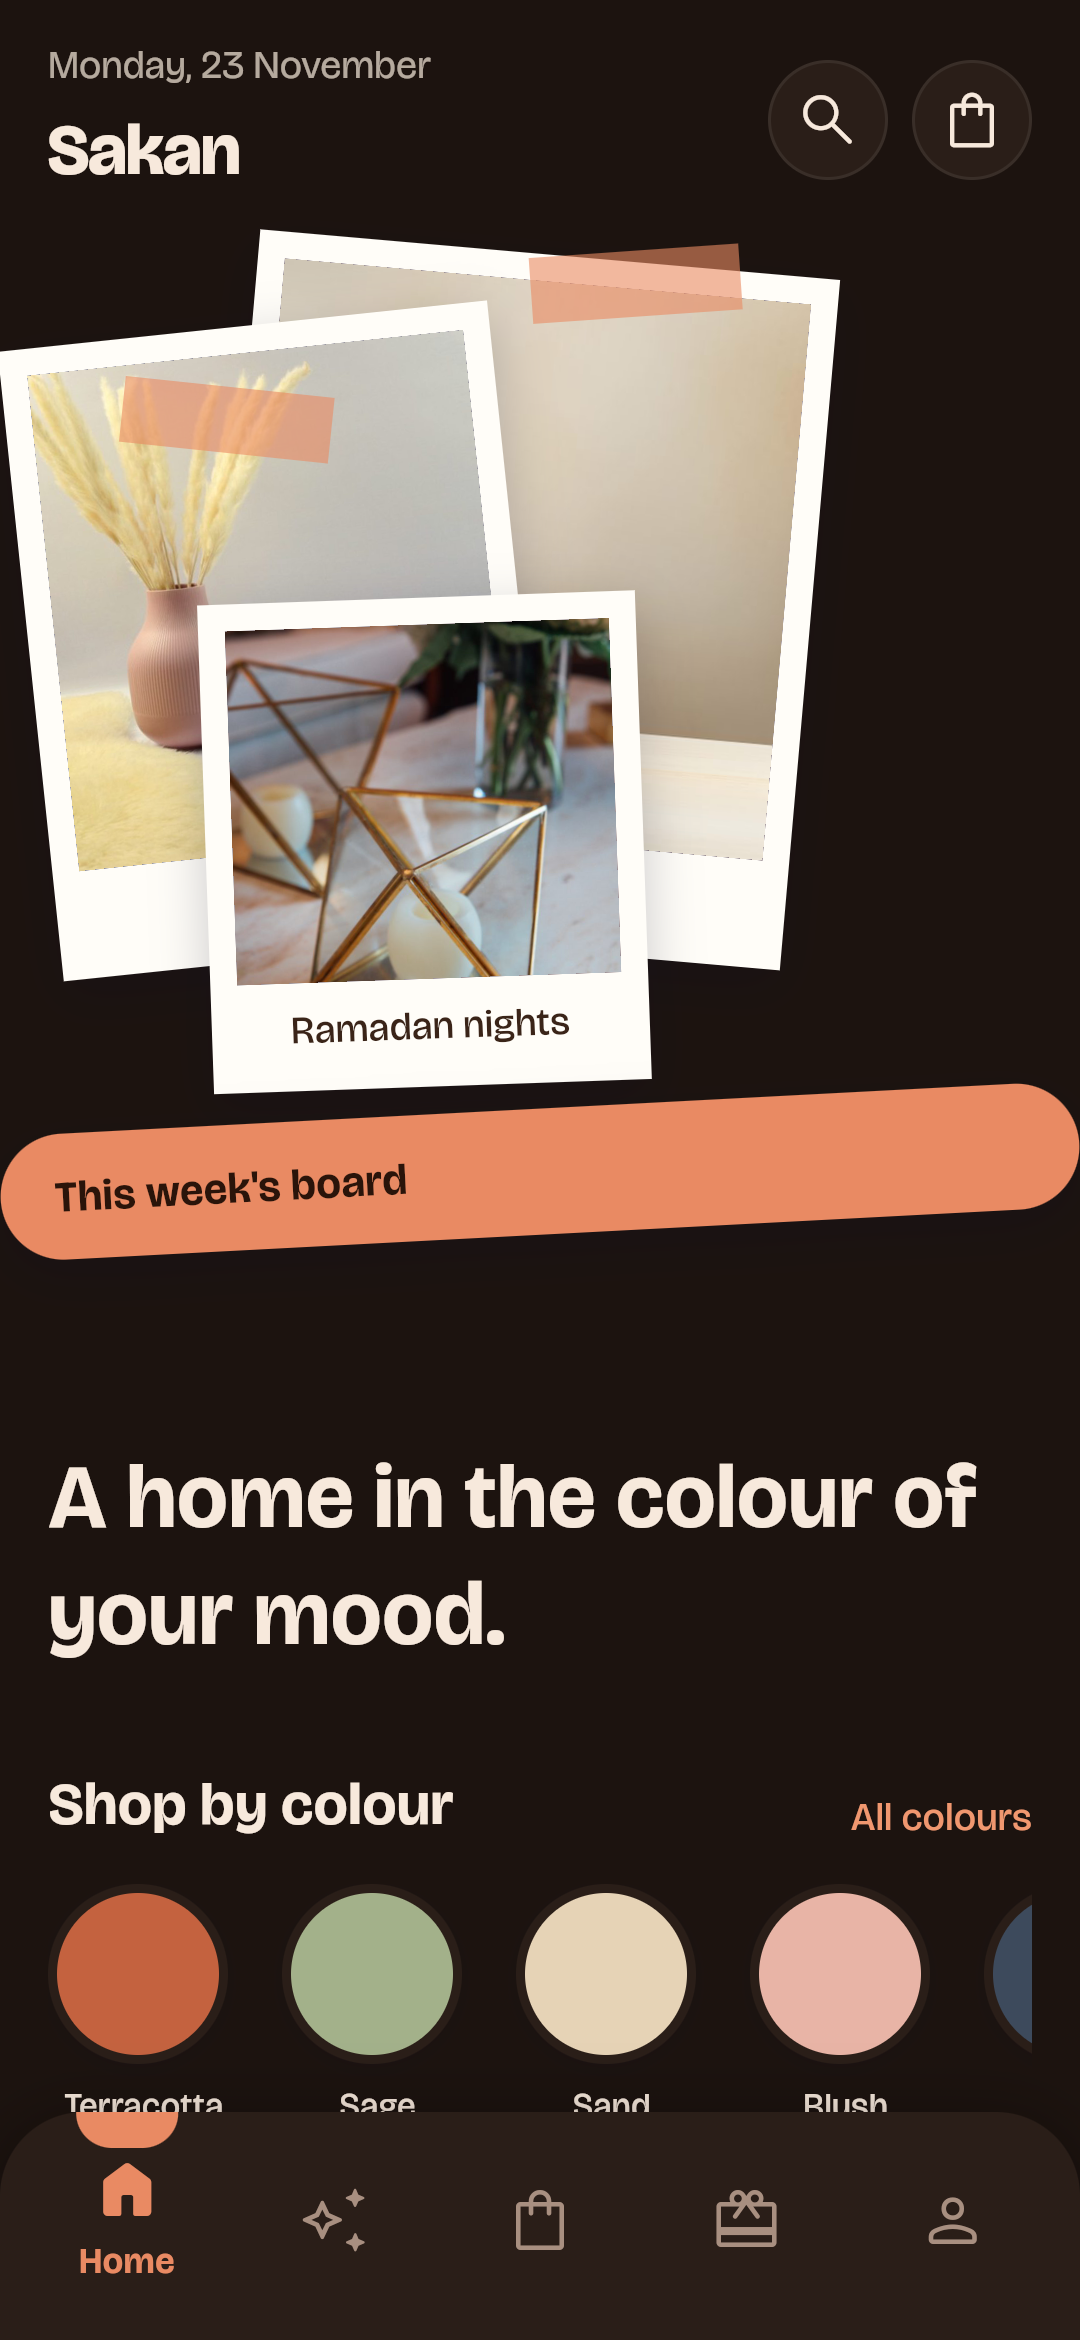 Monday, 23 November
Sakan
Ramadan nights
This week's board
A home in the colour of
your mood.
Shop by colour
All colours
Terracotta
Sage
Sand
Blush
Home